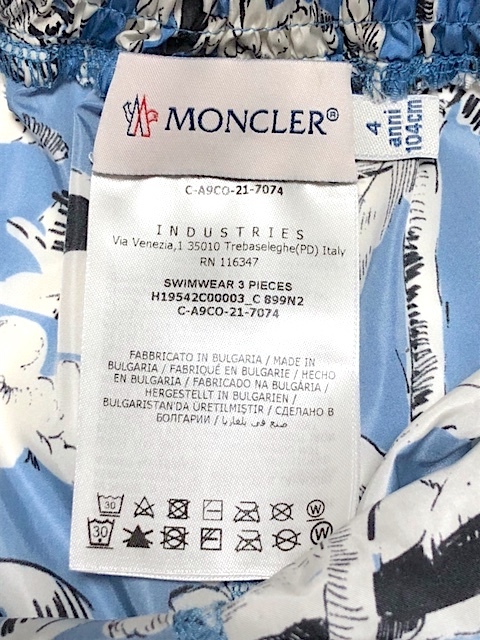 MONCLER®
4
anni
104cm
C-A9CO-21-7074
INDUSTRIES
Via Venezia,1 35010 Trebaseleghe(PD) Italy
RN 116347
SWIMWEAR 3 PIECES
H19542C00003_C 899N2
C-A9CO-21-7074
FABBRICATO IN BULGARIA / MADE IN
BULGARIA / FABRIQUÉ EN BULGARIE / HECHO
EN BULGARIA / FABRICADO NA BULGÁRIA /
HERGESTELLT IN BULGARIEN /
BULGARISTAN'DA ÜRETILMIŞTIR / СДЕЛАНО В
БОЛГАРИИ / صنع في بلغاريا
30 W
30 W